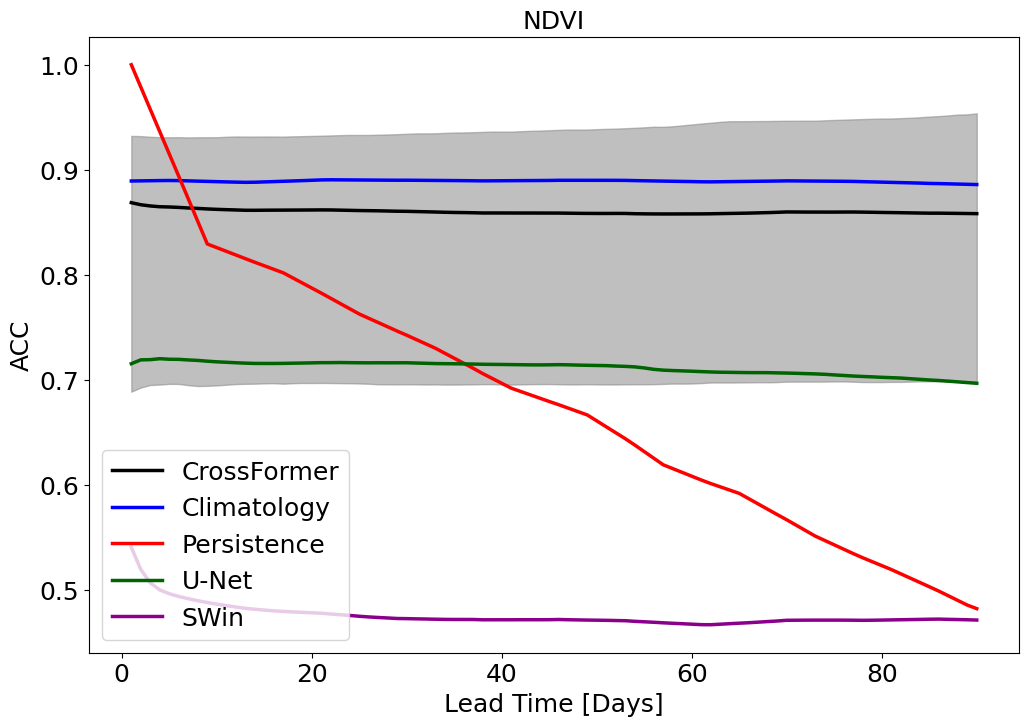 NDVI
1.0
0.9
0.8
0.7
0.6
0.5
ACC
CrossFormer
Climatology
Persistence
U-Net
SWin
0 20 40 60 80
Lead Time [Days]